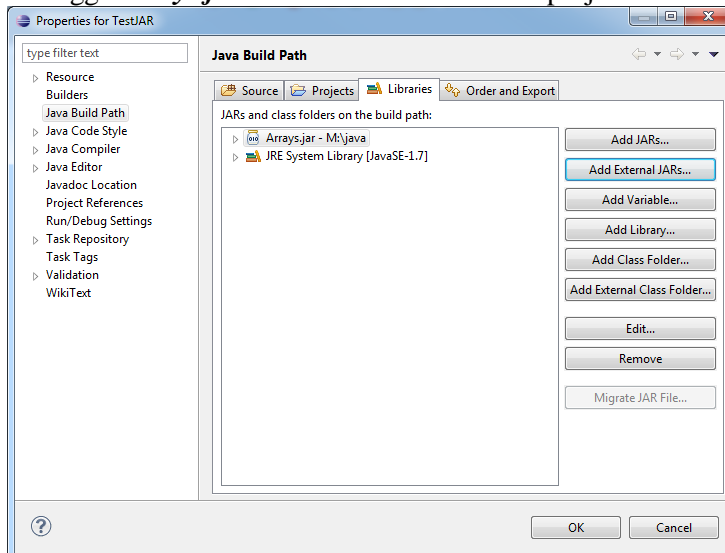 Properties for TestJAR
type filter text
Resource
Builders
Java Build Path
Java Code Style
Java Compiler
Java Editor
Javadoc Location
Project References
Run/Debug Settings
Task Repository
Task Tags
Validation
WikiText
Java Build Path
Source Projects Libraries Order and Export
JARs and class folders on the build path:
Arrays.jar - M:\java
JRE System Library [JavaSE-1.7]
Add JARs...
Add External JARs...
Add Variable...
Add Library...
Add Class Folder...
Add External Class Folder...
Edit...
Remove
Migrate JAR File...
OK Cancel